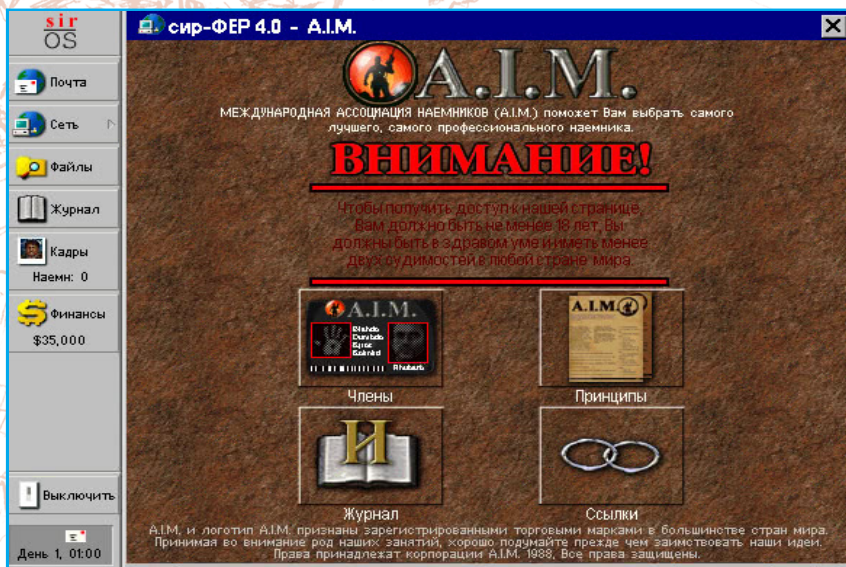 sir
OS
Почта
Сеть
Файлы
Журнал
Кадры
Наемн: 0
Финансы
$35,000
Выключить
День 1, 01:00
сир-ФЕР 4.0 - A.I.M.
A.I.M.
МЕЖДУНАРОДНАЯ АССОЦИАЦИЯ НАЕМНИКОВ (A.I.M.) поможет Вам выбрать самого
лучшего, самого профессионального наемника.
ВНИМАНИЕ!
Чтобы получить доступ к нашей странице,
Вам должно быть не менее 18 лет, Вы
должны быть в здравом уме и иметь менее
двух судимостей в любой стране мира.
A.I.M.
Члены
A.I.M.
Принципы
И
Журнал
Ссылки
A.I.M. и логотип A.I.M. признаны зарегистрированными торговыми марками в большинстве стран мира.
Принимая во внимание род наших занятий, хорошо подумайте прежде чем заимствовать наши идеи.
Права принадлежат корпорации A.I.M. 1988, Все права защищены.